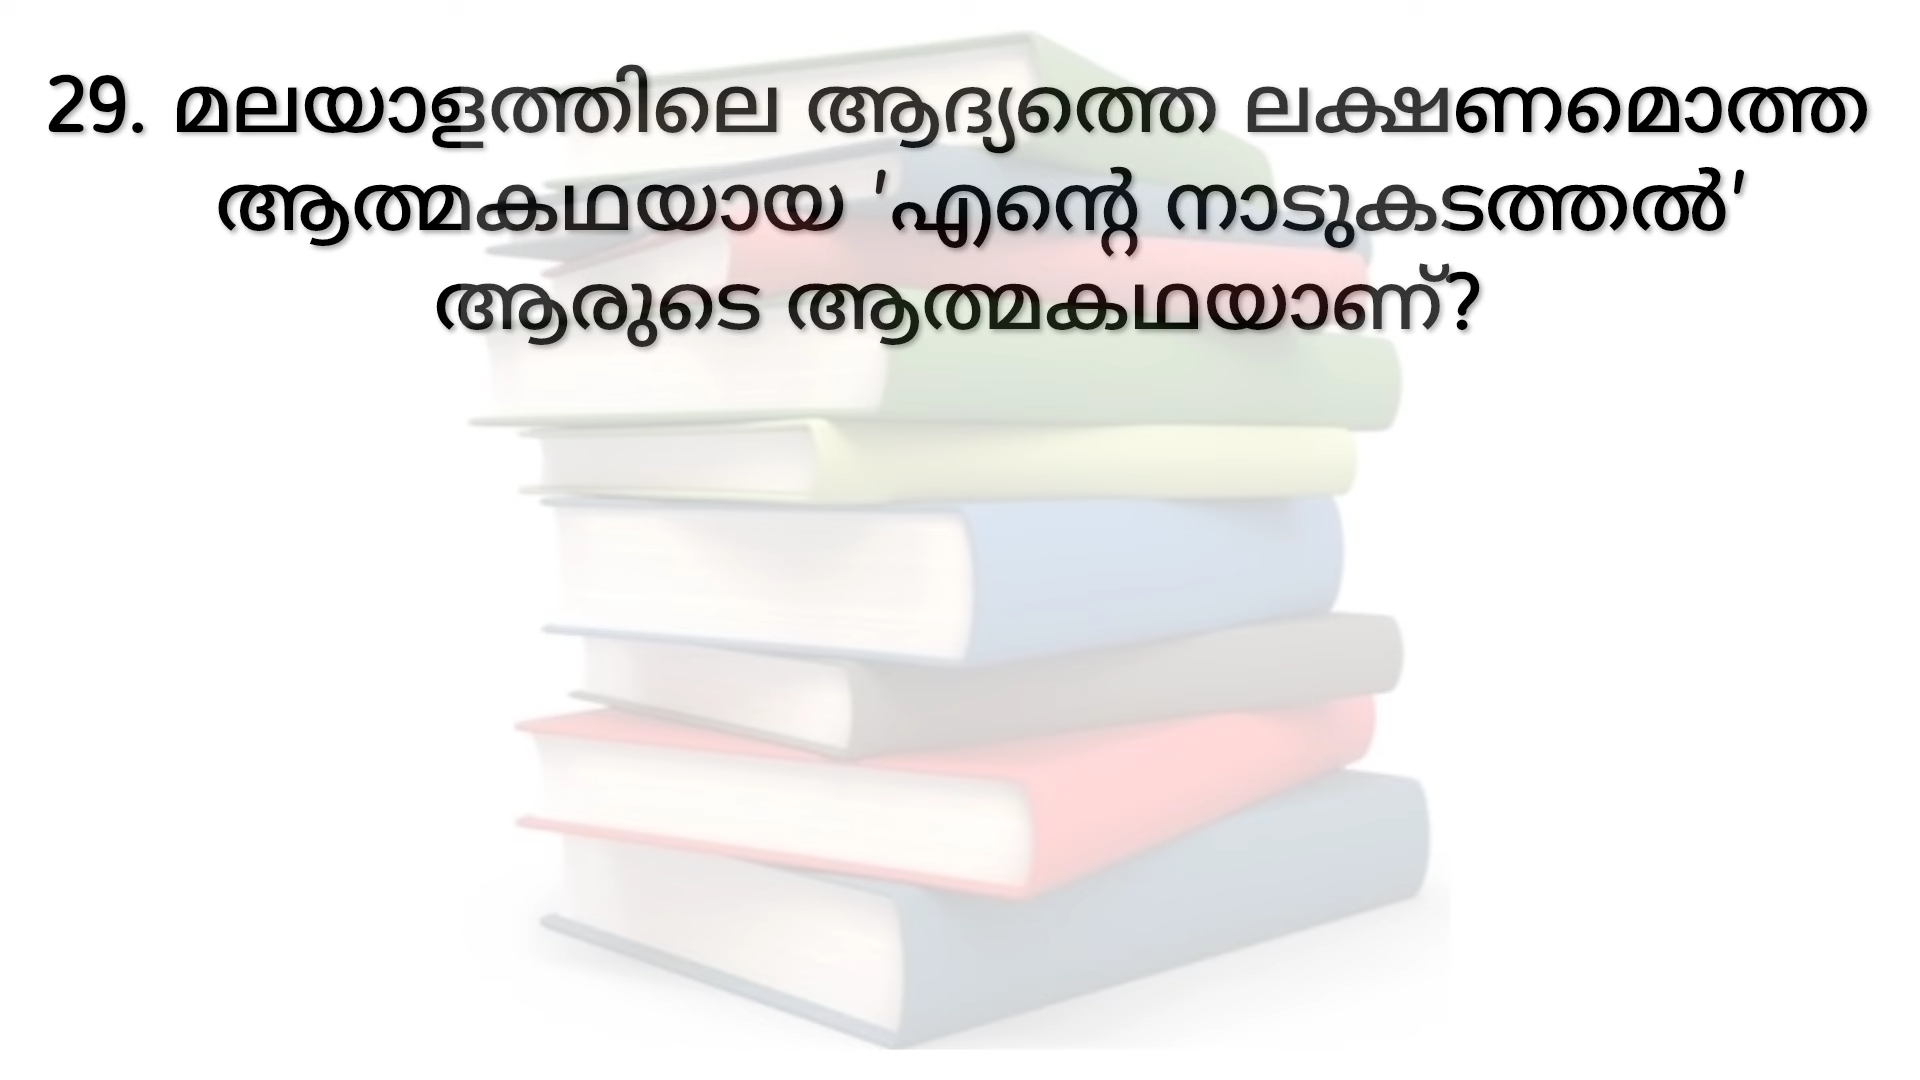 29. മലയാളത്തിലെ ആദ്യത്തെ ലക്ഷണമൊത്ത
ആത്മകഥയായ 'എന്റെ നാടുകടത്തൽ'
ആരുടെ ആത്മകഥയാണ്?